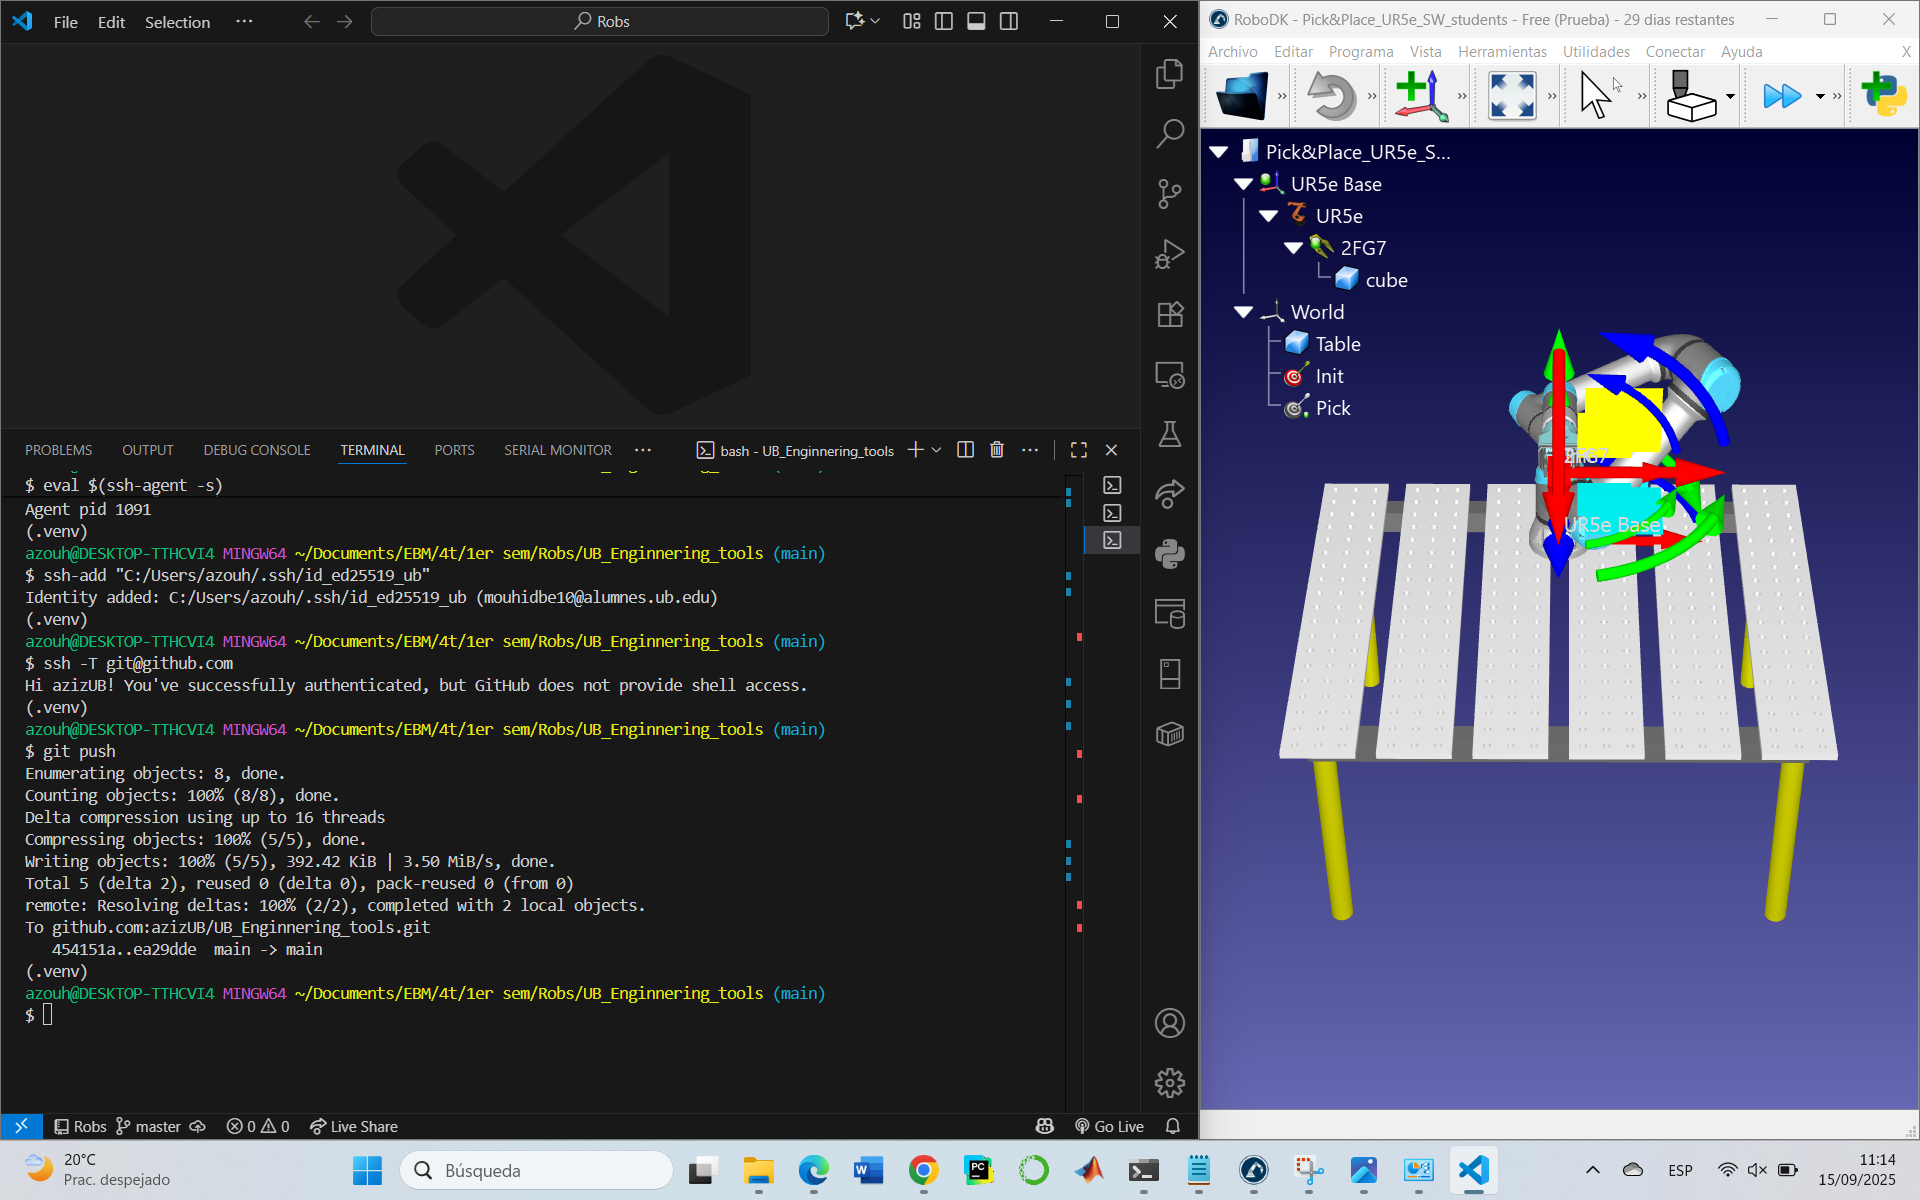 File Edit Selection ··· Robs
PROBLEMS OUTPUT DEBUG CONSOLE TERMINAL PORTS SERIAL MONITOR ··· bash - UB_Enginnering_tools
$ eval $(ssh-agent -s)
Agent pid 1091
(.venv)
azouh@DESKTOP-TTHCVI4 MINGW64 ~/Documents/EBM/4t/1er sem/Robs/UB_Enginnering_tools (main)
$ ssh-add "C:/Users/azouh/.ssh/id_ed25519_ub"
Identity added: C:/Users/azouh/.ssh/id_ed25519_ub (mouhidbe10@alumnes.ub.edu)
(.venv)
azouh@DESKTOP-TTHCVI4 MINGW64 ~/Documents/EBM/4t/1er sem/Robs/UB_Enginnering_tools (main)
$ ssh -T git@github.com
Hi azizUB! You've successfully authenticated, but GitHub does not provide shell access.
(.venv)
azouh@DESKTOP-TTHCVI4 MINGW64 ~/Documents/EBM/4t/1er sem/Robs/UB_Enginnering_tools (main)
$ git push
Enumerating objects: 8, done.
Counting objects: 100% (8/8), done.
Delta compression using up to 16 threads
Compressing objects: 100% (5/5), done.
Writing objects: 100% (5/5), 392.42 KiB | 3.50 MiB/s, done.
Total 5 (delta 2), reused 0 (delta 0), pack-reused 0 (from 0)
remote: Resolving deltas: 100% (2/2), completed with 2 local objects.
To github.com:azizUB/UB_Enginnering_tools.git
454151a..ea29dde main -> main
(.venv)
azouh@DESKTOP-TTHCVI4 MINGW64 ~/Documents/EBM/4t/1er sem/Robs/UB_Enginnering_tools (main)
$
Robs master 0 0 Live Share Go Live
RoboDK - Pick&Place_UR5e_SW_students - Free (Prueba) - 29 dias restantes
Archivo Editar Programa Vista Herramientas Utilidades Conectar Ayuda X
Pick&Place_UR5e_S...
UR5e Base
UR5e
2FG7
cube
World
Table
Init
Pick
UR5e Base
20°C
Prac. despejado
Búsqueda
PC
ESP
11:14
15/09/2025